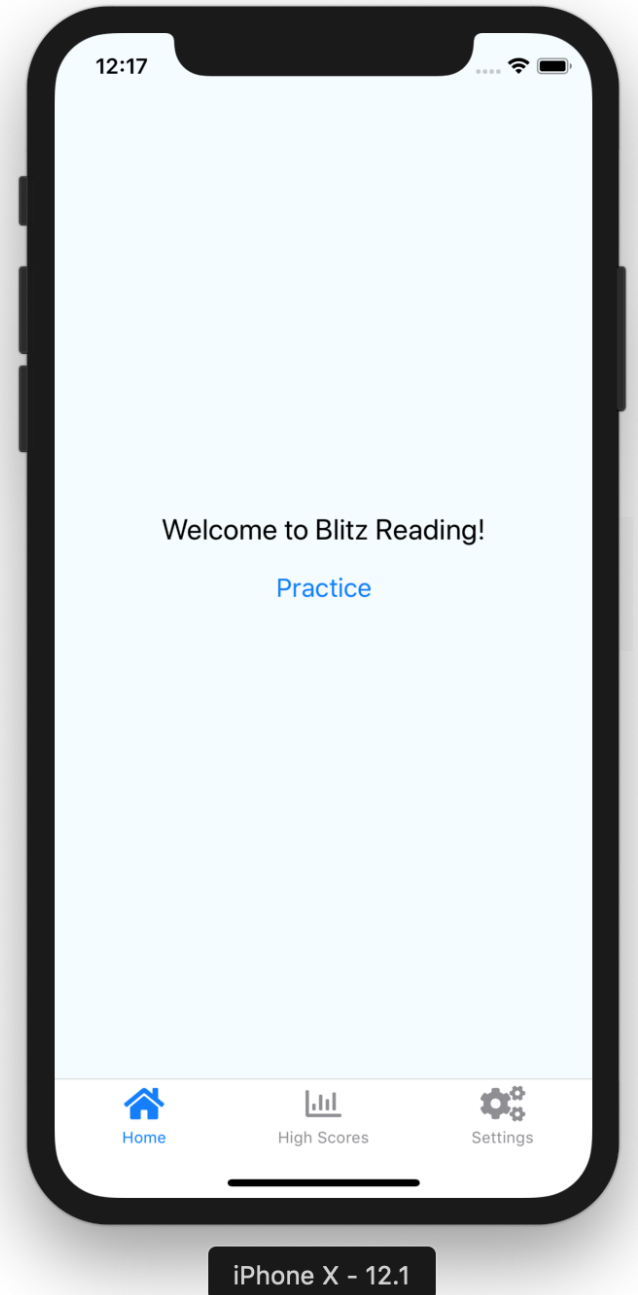 12:17
Welcome to Blitz Reading!
Practice
Home High Scores Settings
iPhone X - 12.1